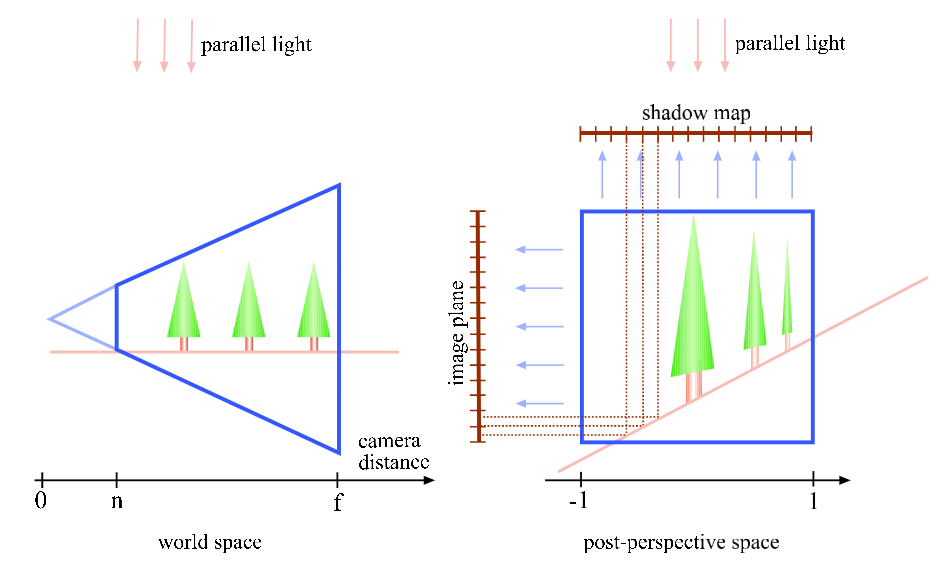 parallel light
parallel light
shadow map
image plane
camera
distance
0
n
f
-1
1
world space
post-perspective space